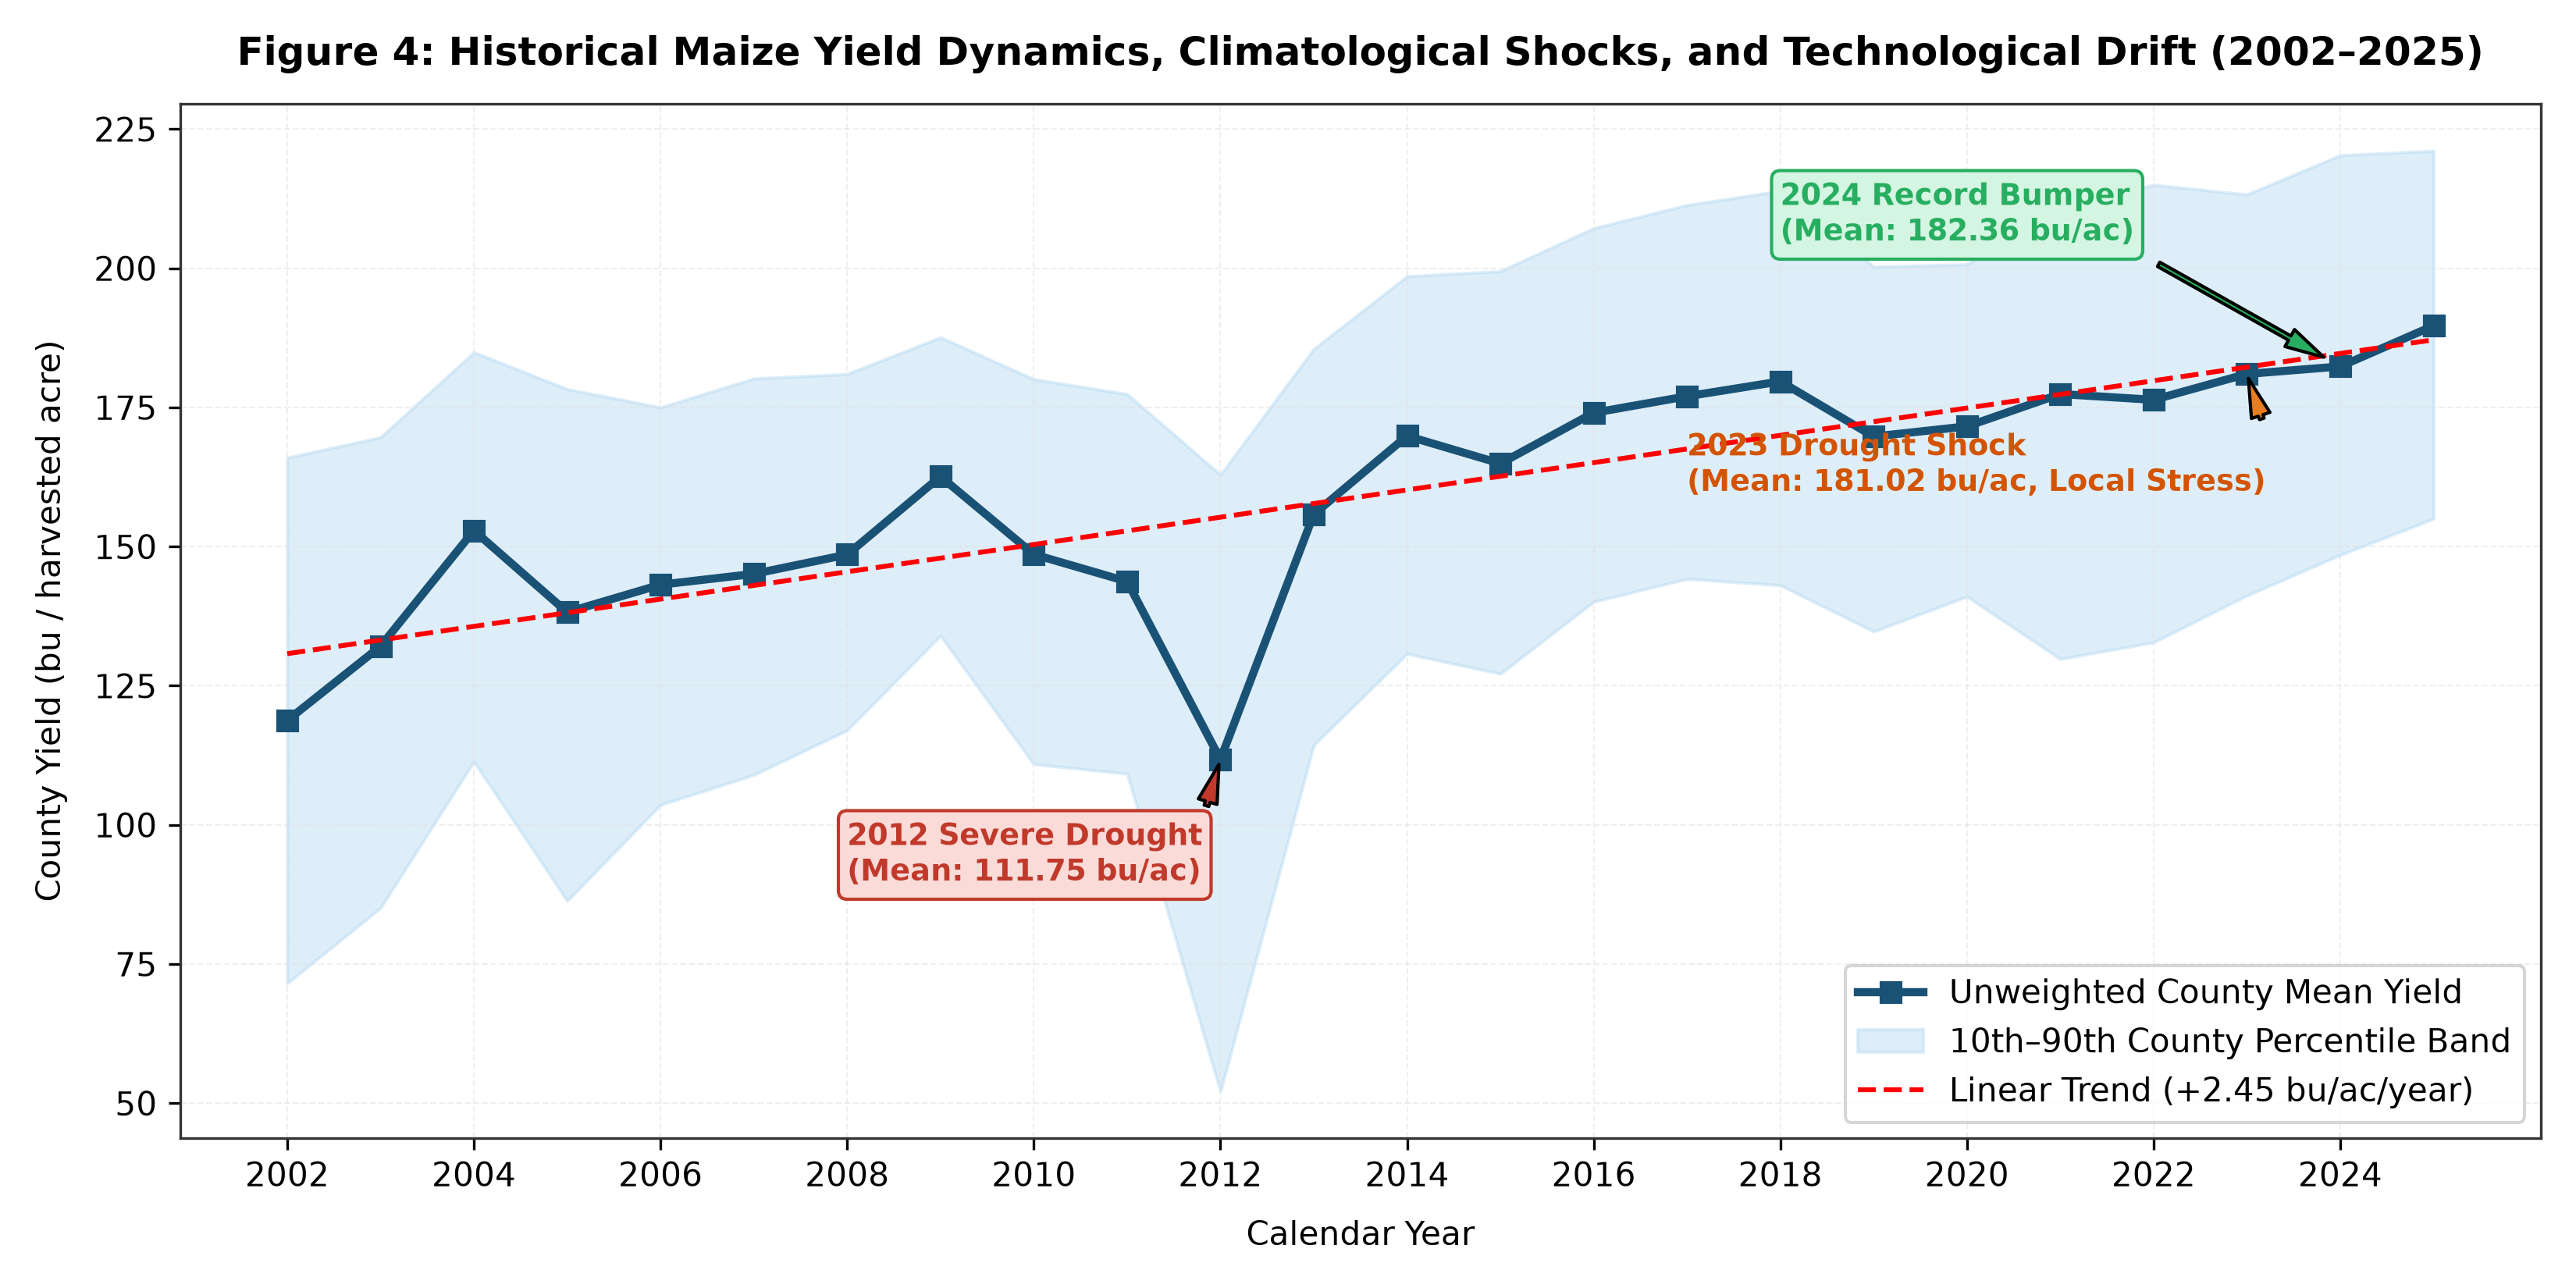 Figure 4: Historical Maize Yield Dynamics, Climatological Shocks, and Technological Drift (2002–2025)
County Yield (bu / harvested acre)
225
200
175
150
125
100
75
50
2024 Record Bumper
(Mean: 182.36 bu/ac)
2023 Drought Shock
(Mean: 181.02 bu/ac, Local Stress)
2012 Severe Drought
(Mean: 111.75 bu/ac)
Unweighted County Mean Yield
10th–90th County Percentile Band
Linear Trend (+2.45 bu/ac/year)
2002 2004 2006 2008 2010 2012 2014 2016 2018 2020 2022 2024
Calendar Year